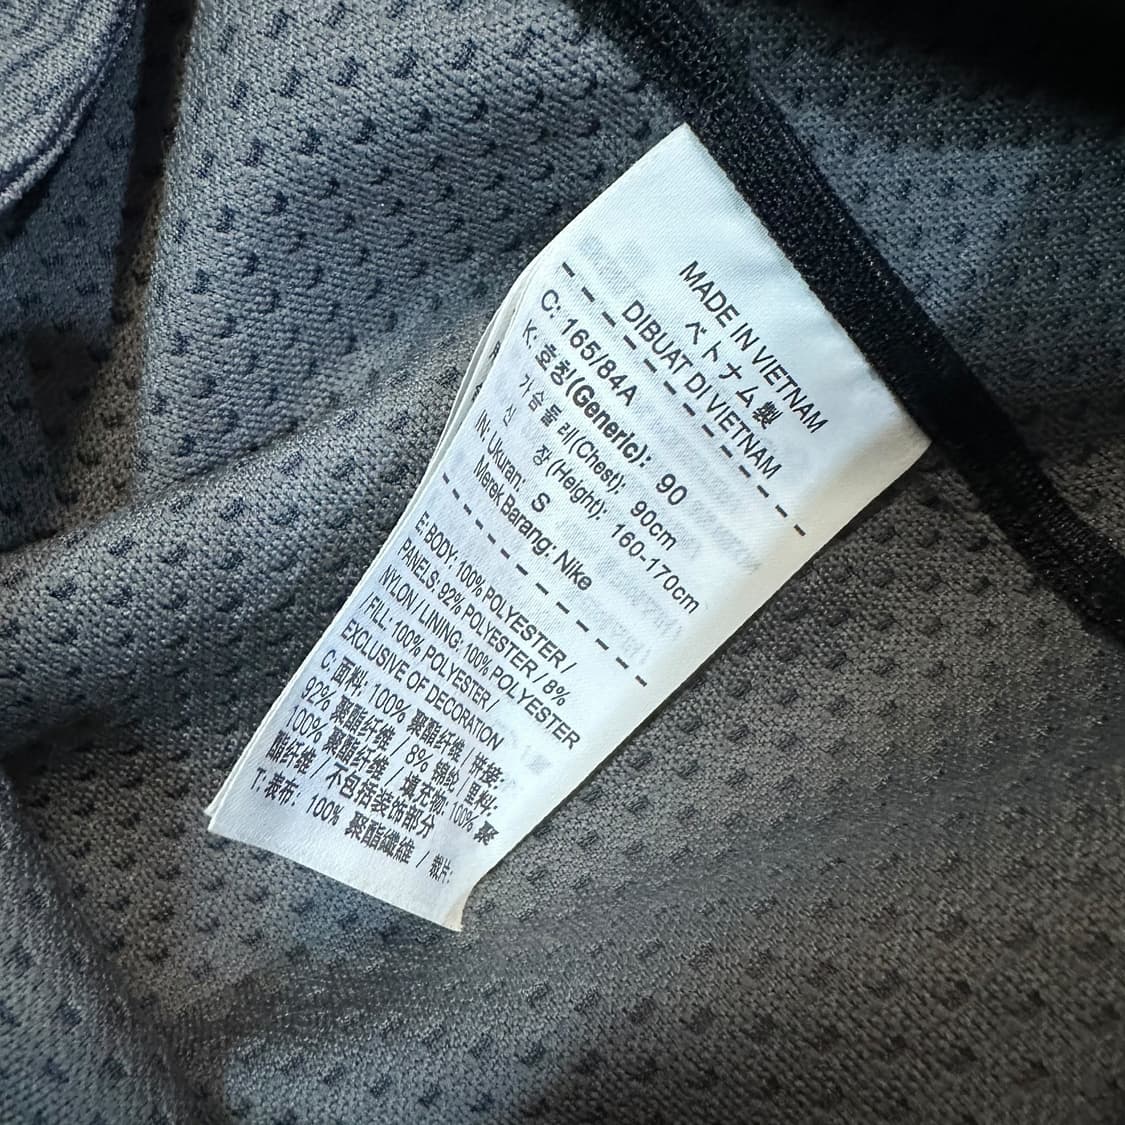 MADE IN VIETNAM
ベトナム製
DIBUAT DI VIETNAM
C: 165/84A
K: 호칭(Generic): 90
가슴둘레(Chest): 90cm
신 장(Height): 160-170cm
IN: Ukuran: S
Merek Barang: Nike
E: BODY: 100% POLYESTER /
PANELS: 92% POLYESTER / 8%
NYLON / LINING: 100% POLYESTER
/ FILL: 100% POLYESTER /
EXCLUSIVE OF DECORATION
C: 面料: 100% 聚酯纤维 / 拼接:
92% 聚酯纤维 / 8% 锦纶 / 里料:
100% 聚酯纤维 / 填充物: 100% 聚
酯纤维 / 不包括装饰部分
T: 表布: 100% 聚酯纖維 / 裁片: